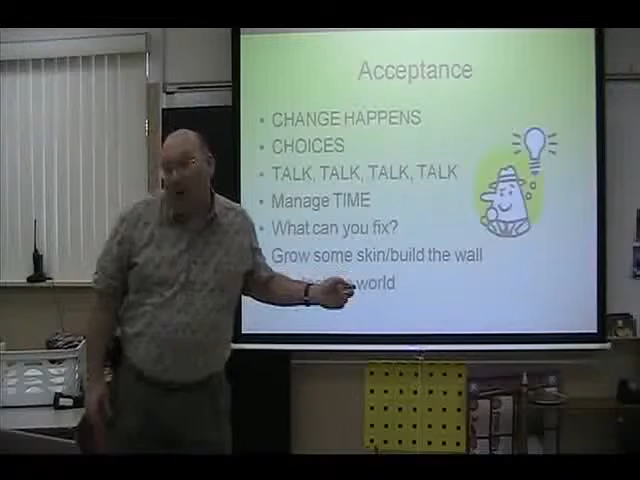 Acceptance
• CHANGE HAPPENS
• CHOICES
• TALK, TALK, TALK, TALK
• Manage TIME
• What can you fix?
Grow some skin/build the wall
world